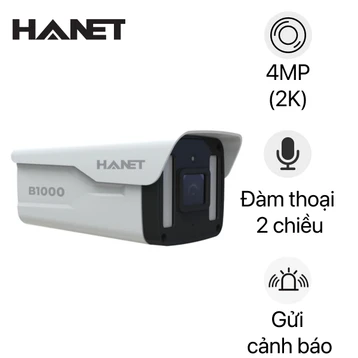 HANET
4MP
(2K)
HANET
B1000
Đàm thoại
2 chiều
Gửi
cảnh báo